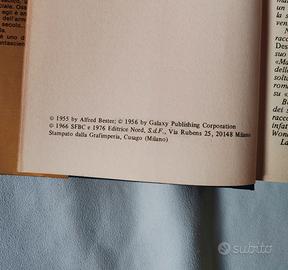 © 1955 by Alfred Bester; © 1956 by Galaxy Publishing Corporation
© 1966 SFBC e 1976 Editrice Nord, S.d.F., Via Rubens 25, 20148 Milano
Stampato dalla Grafimperia, Cusago (Milano)
subito